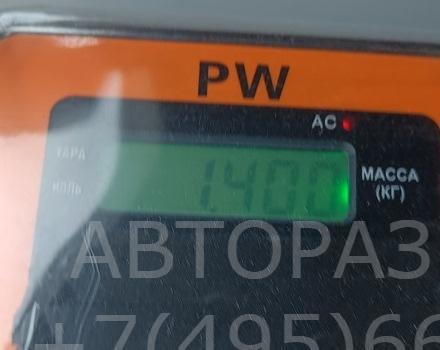 PW
AC
ТАРА
НОЛЬ
1.400
МАССА
(КГ)
АВТОРАЗ
+7(495)66